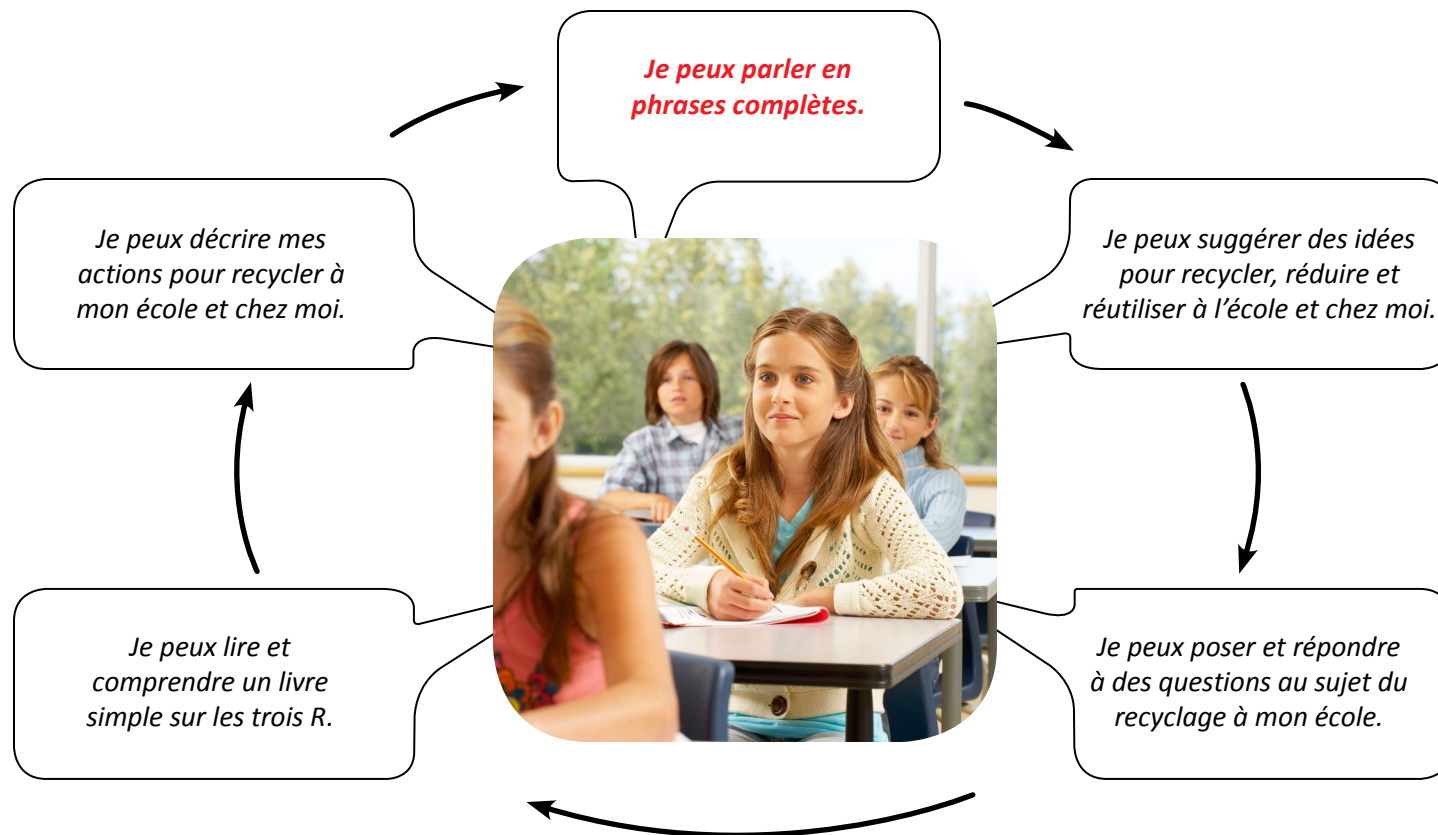 Je peux parler en
phrases complètes.
Je peux suggérer des idées
pour recycler, réduire et
réutiliser à l’école et chez moi.
Je peux poser et répondre
à des questions au sujet du
recyclage à mon école.
Je peux lire et
comprendre un livre
simple sur les trois R.
Je peux décrire mes
actions pour recycler à
mon école et chez moi.